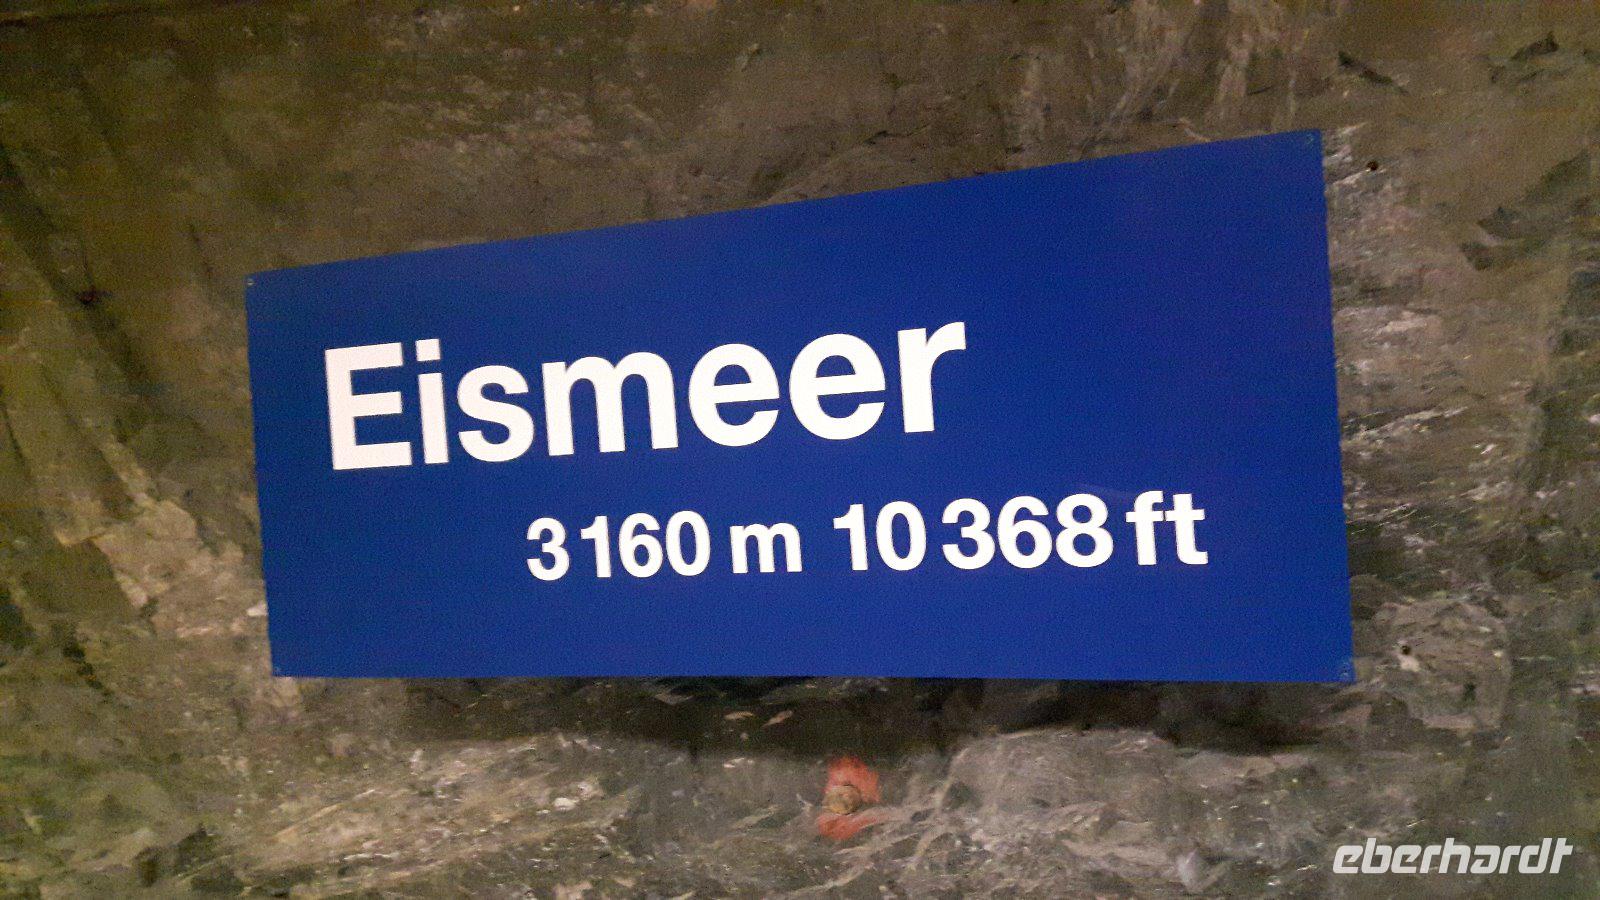 Eismeer
3160 m 10368 ft
eberhardt